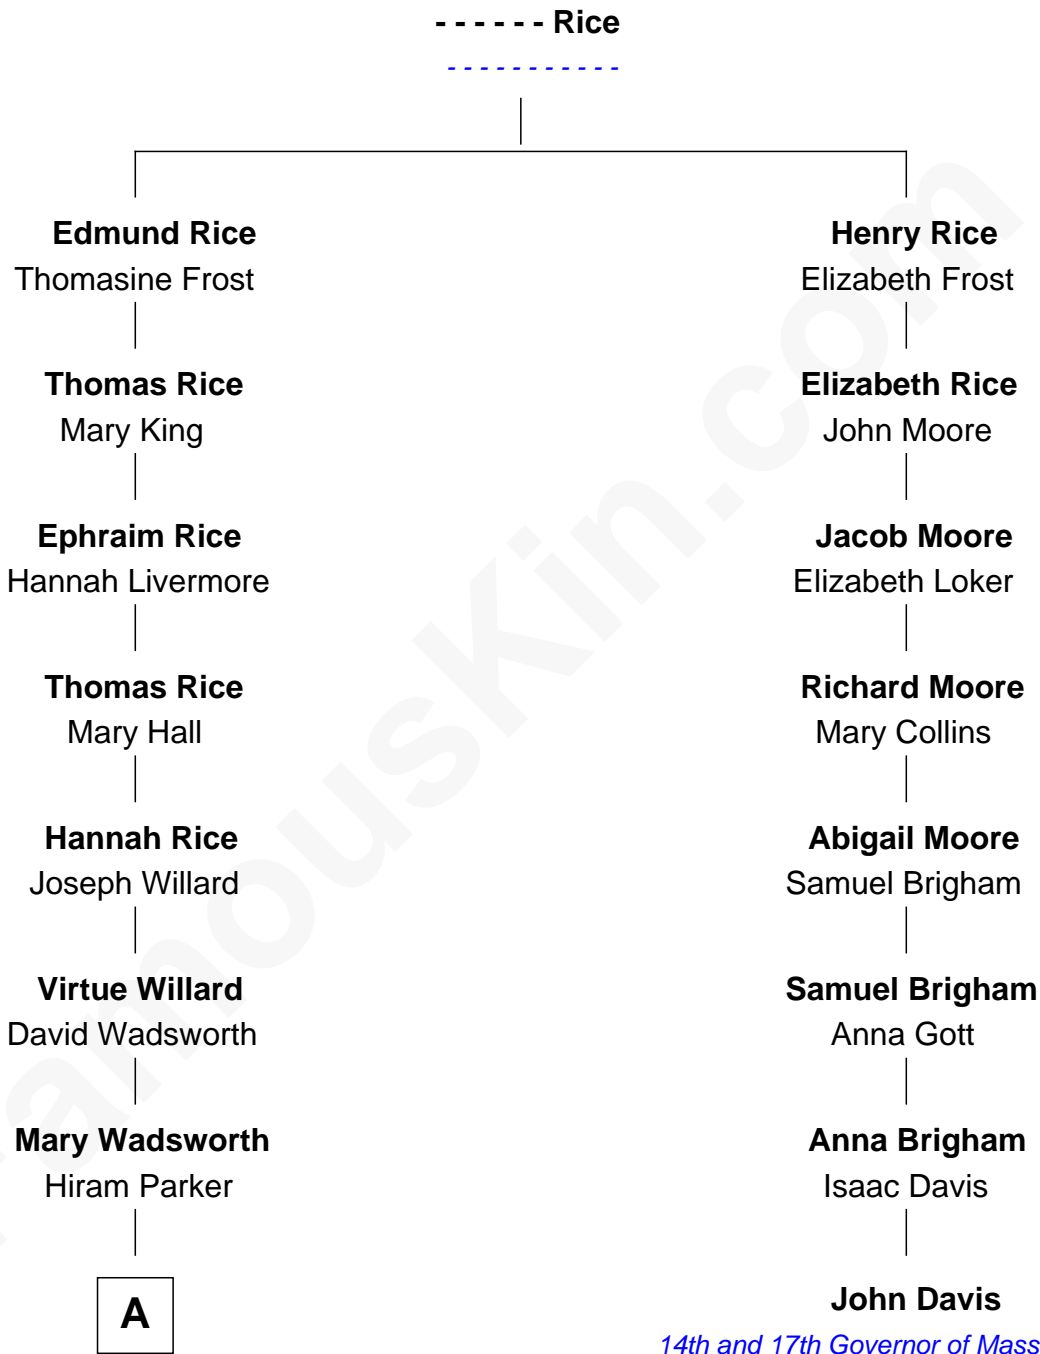 - - - - - - Rice
- - - - - - - - - - -
Edmund Rice
Thomasine Frost
Henry Rice
Elizabeth Frost
Thomas Rice
Mary King
Elizabeth Rice
John Moore
Ephraim Rice
Hannah Livermore
Jacob Moore
Elizabeth Loker
Thomas Rice
Mary Hall
Richard Moore
Mary Collins
Hannah Rice
Joseph Willard
Abigail Moore
Samuel Brigham
Virtue Willard
David Wadsworth
Samuel Brigham
Anna Gott
Mary Wadsworth
Hiram Parker
Anna Brigham
Isaac Davis
A
John Davis
14th and 17th Governor of Mass
FamousKin.com